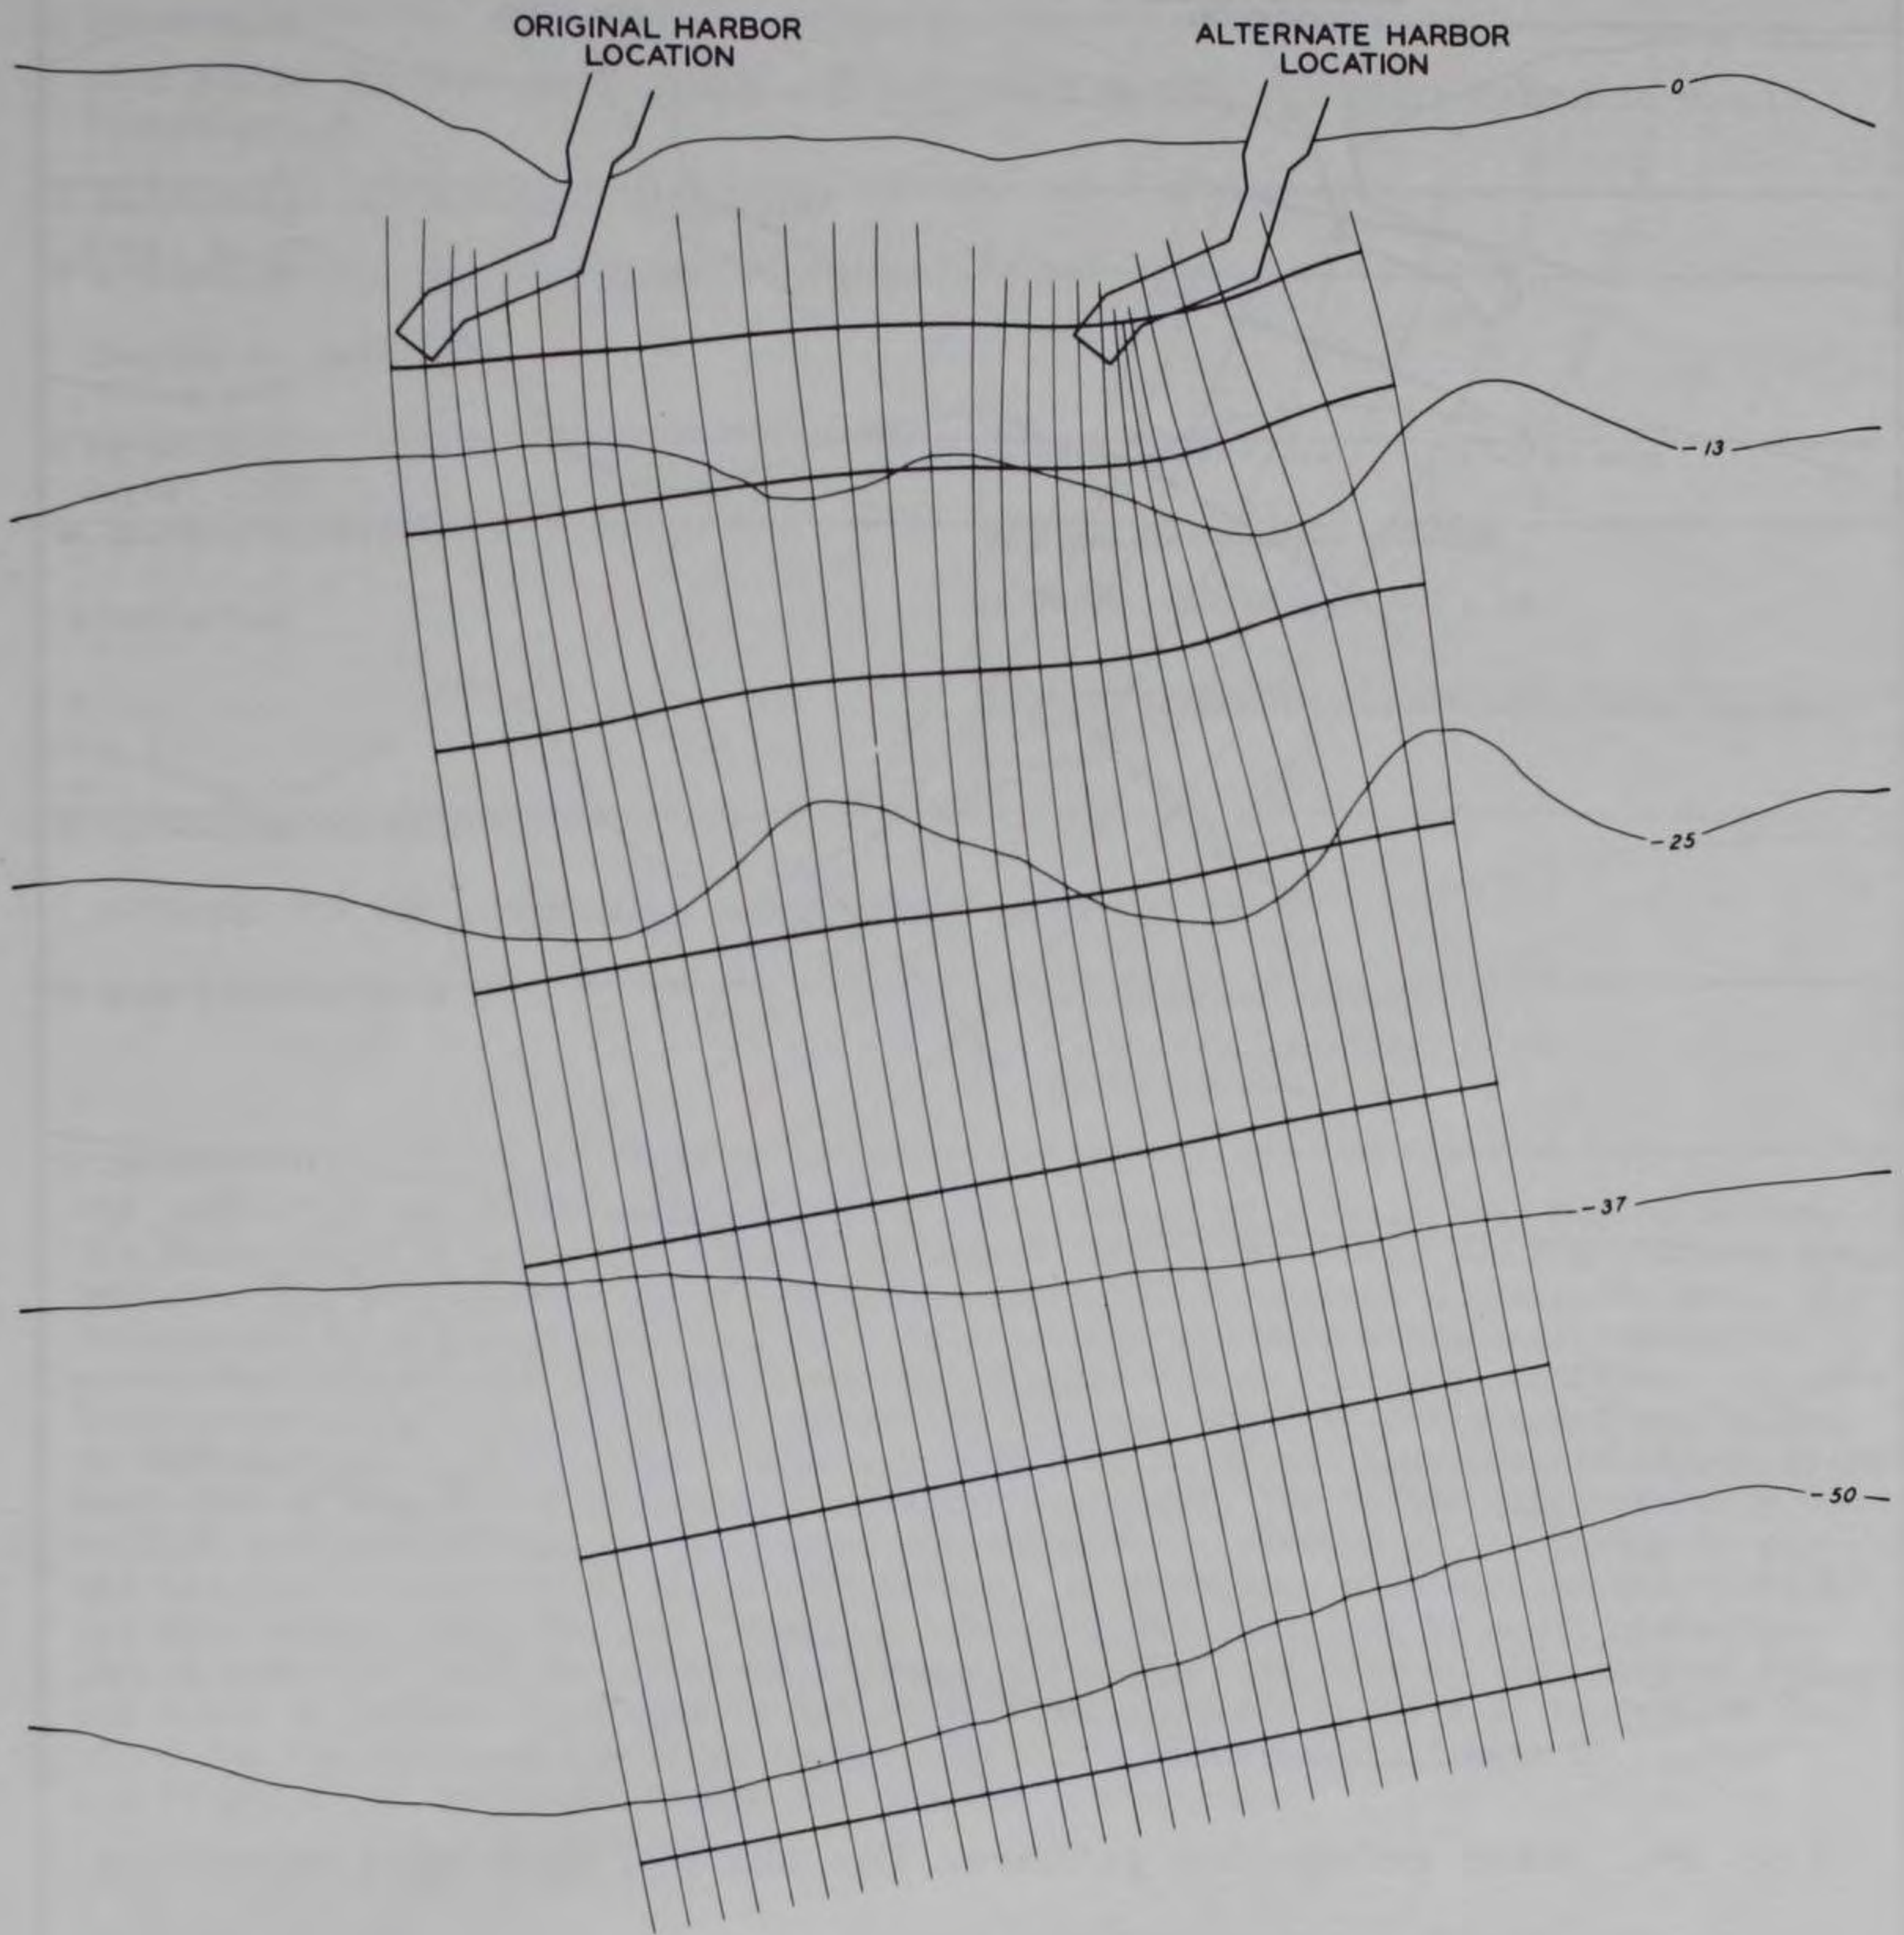 ORIGINAL HARBOR
LOCATION
ALTERNATE HARBOR
LOCATION
0
-13
-25
-37
-50